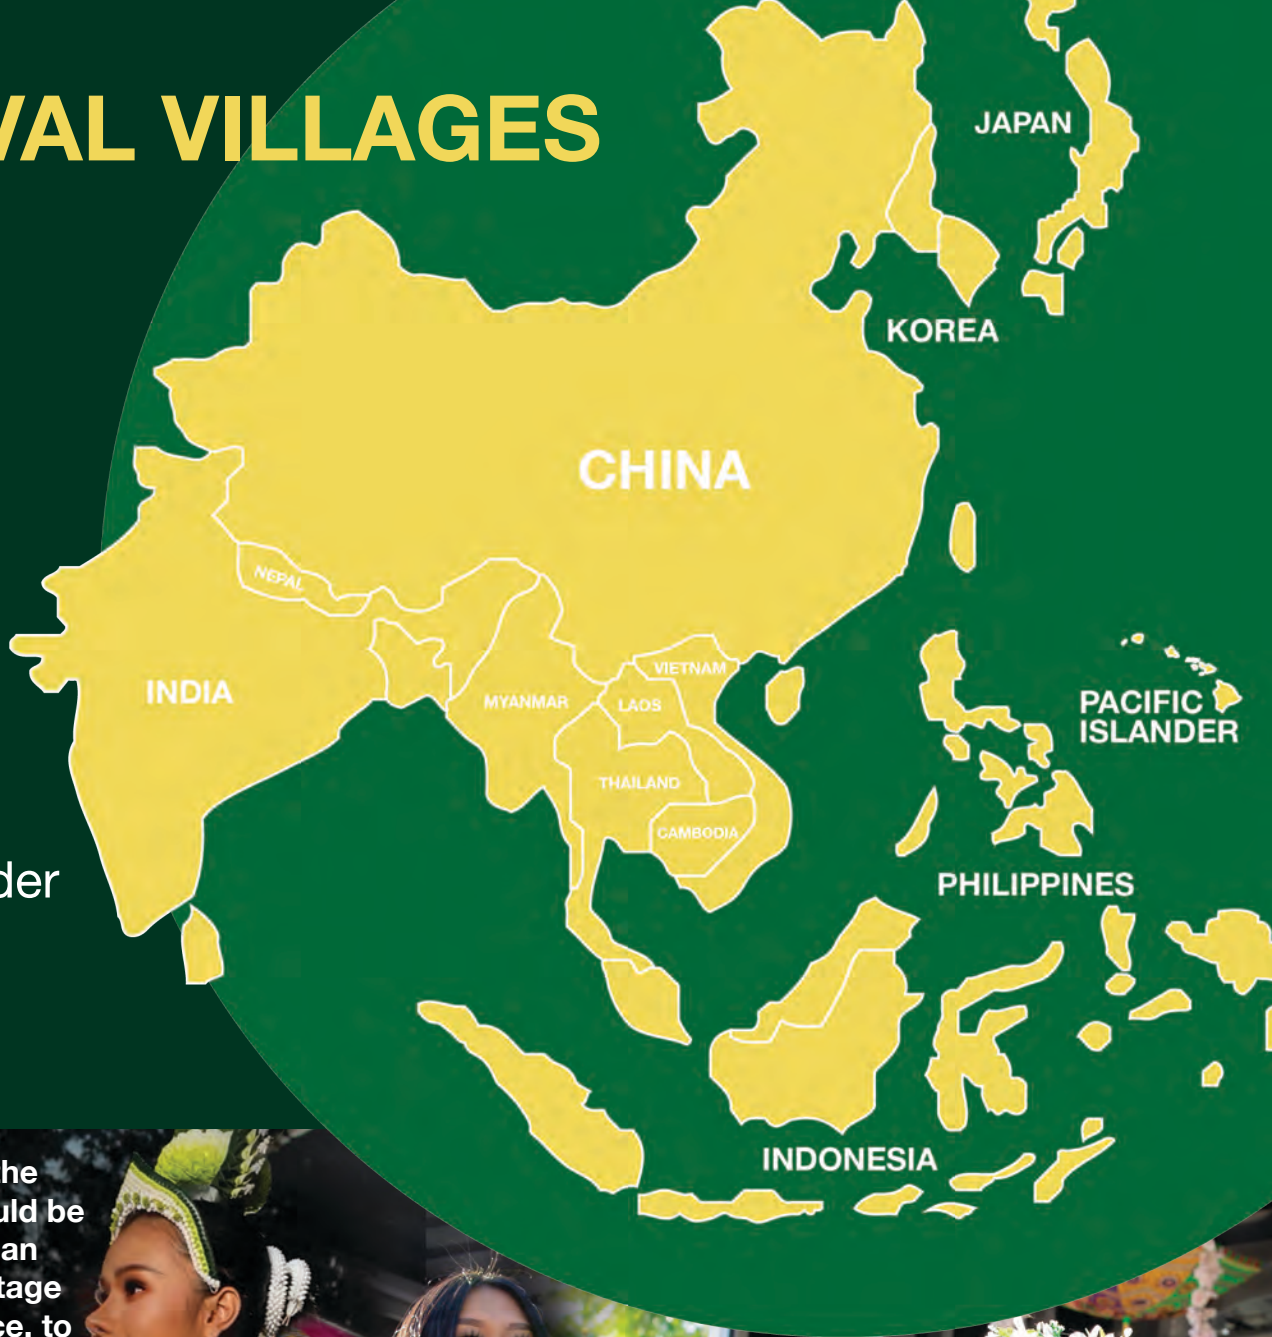 VAL VILLAGES
JAPAN
KOREA
CHINA
NEPAL
INDIA
VIETNAM
MYANMAR
LAOS
PACIFIC
ISLANDER
THAILAND
CAMBODIA
der
PHILIPPINES
INDONESIA
the
uld be
an
tage
ce, to